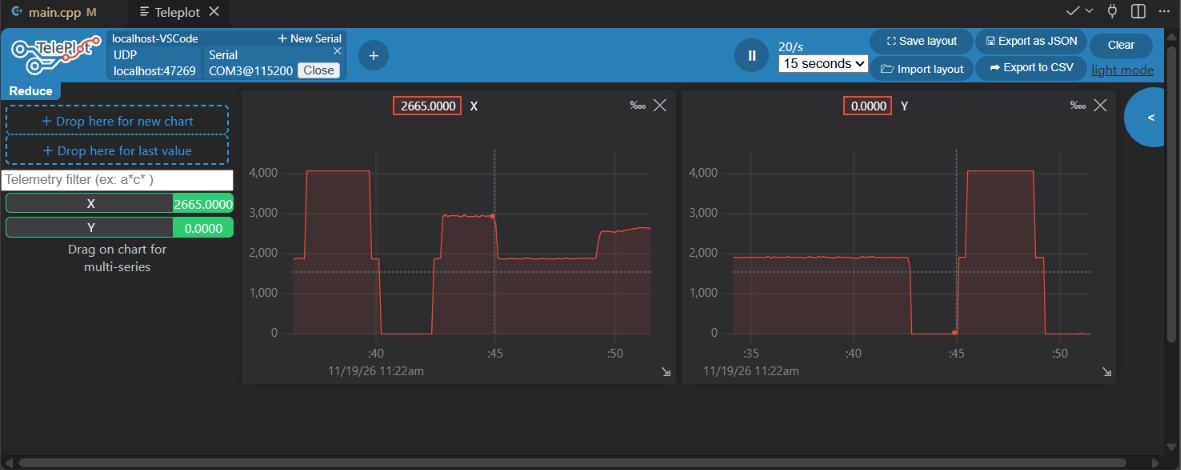 main.cpp M
Teleplot
TelePlot
localhost-VSCode
+ New Serial
UDP
localhost:47269
Serial
COM3@115200
Close
+
20/s
15 seconds
Save layout
Export as JSON
Clear
Import layout
Export to CSV
light mode
Reduce
+ Drop here for new chart
+ Drop here for last value
Telemetry filter (ex: a*c* )
X 2665.0000
Y 0.0000
Drag on chart for
multi-series
2665.0000 X
4,000
3,000
2,000
1,000
0
:40 :45 :50
11/19/26 11:22am
0.0000 Y
4,000
3,000
2,000
1,000
0
:35 :40 :45 :50
11/19/26 11:22am
<